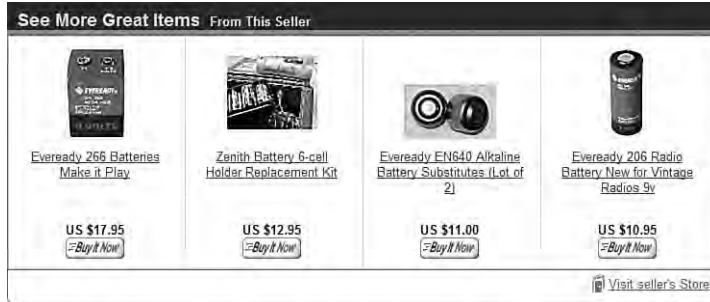 See More Great Items From This Seller
EVEREADY
Eveready 266 Batteries
Make it Play
Zenith Battery 6-cell
Holder Replacement Kit
Eveready EN640 Alkaline
Battery Substitutes (Lot of
2)
Eveready 206 Radio
Battery New for Vintage
Radios 9v
US $17.95
US $12.95
US $11.00
US $10.95
Buy It Now
Buy It Now
Buy It Now
Buy It Now
Visit seller's Store